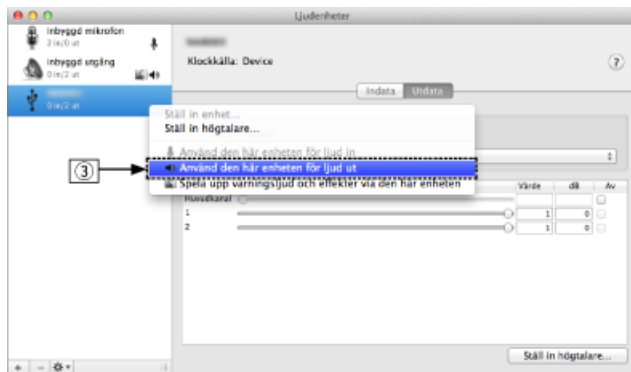 Ljudenheter
Inbyggd mikrofon
2 in/0 ut
Inbyggd utgång
0 in/2 ut
0 in/2 ut
Klockkälla: Device
?
Indata Utdata
Ställ in enhet...
Ställ in högtalare...
Använd den här enheten för ljud in
③
Använd den här enheten för ljud ut
Spela upp varningsljud och effekter via den här enheten
Värde dB Av
Huvudkanal
1 1 0
2 1 0
Ställ in högtalare...
+ −